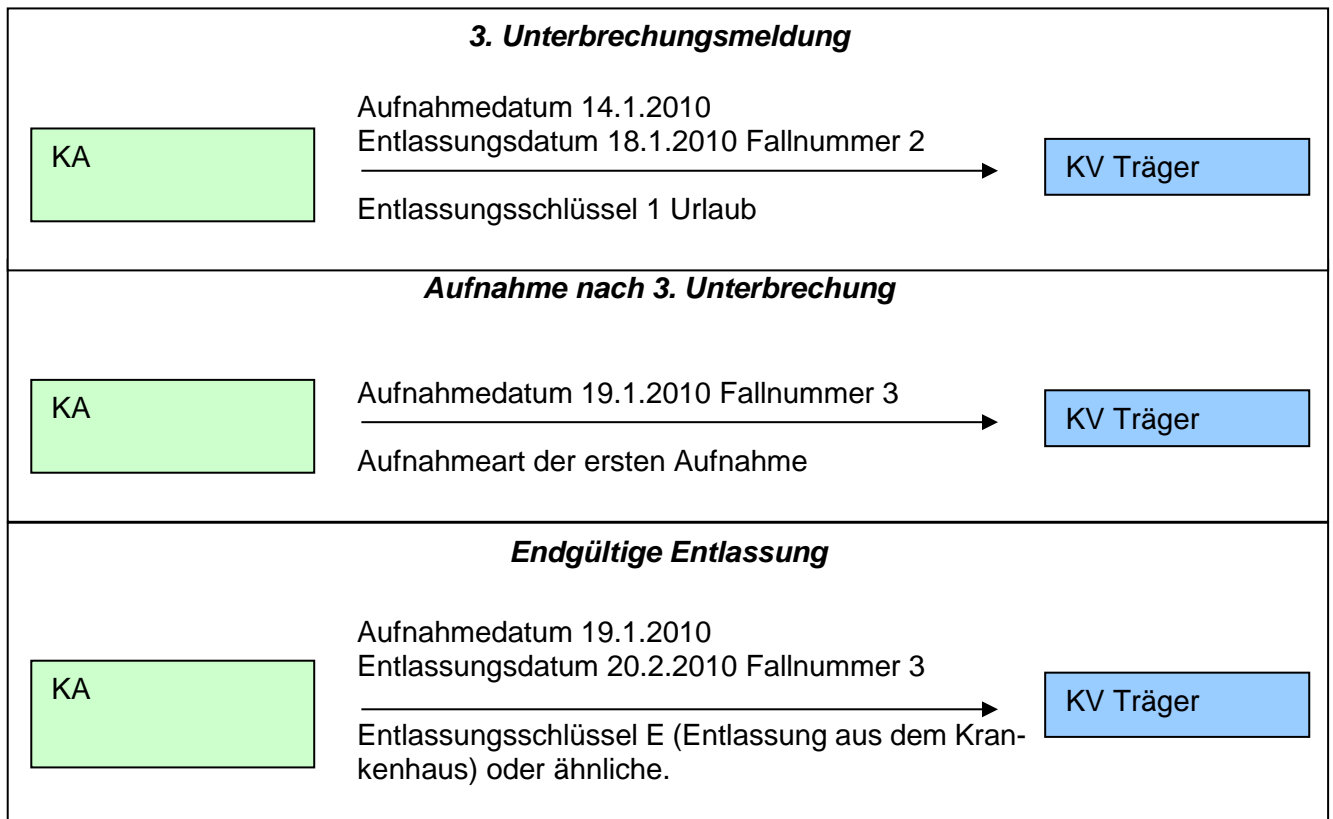 3. Unterbrechungsmeldung
KA
Aufnahmedatum 14.1.2010
Entlassungsdatum 18.1.2010 Fallnummer 2
Entlassungsschlüssel 1 Urlaub
KV Träger
Aufnahme nach 3. Unterbrechung
KA
Aufnahmedatum 19.1.2010 Fallnummer 3
Aufnahmeart der ersten Aufnahme
KV Träger
Endgültige Entlassung
KA
Aufnahmedatum 19.1.2010
Entlassungsdatum 20.2.2010 Fallnummer 3
Entlassungsschlüssel E (Entlassung aus dem Kran-
kenhaus) oder ähnliche.
KV Träger